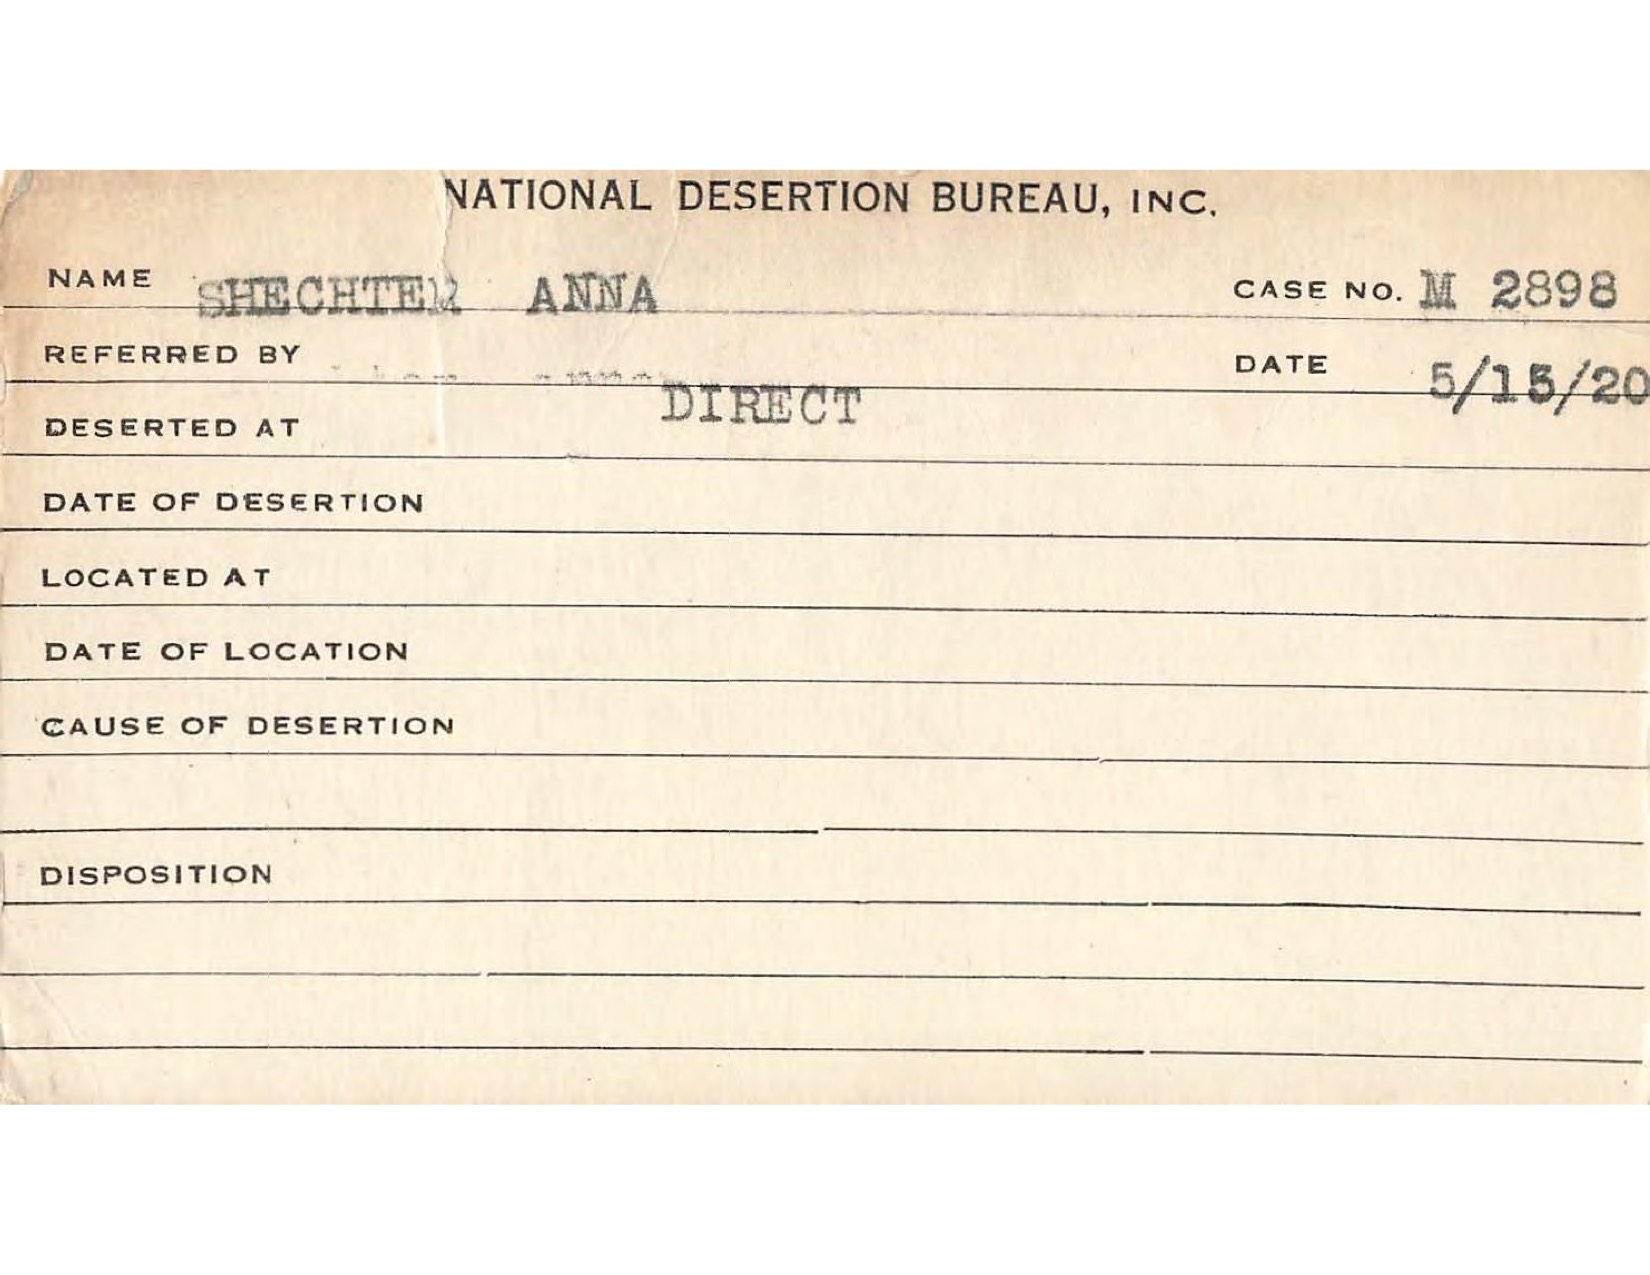 NATIONAL DESERTION BUREAU, INC.
NAME SHECHTER ANNA CASE NO. M 2898
REFERRED BY DATE 5/15/20
DIRECT
DESERTED AT
DATE OF DESERTION
LOCATED AT
DATE OF LOCATION
CAUSE OF DESERTION
DISPOSITION